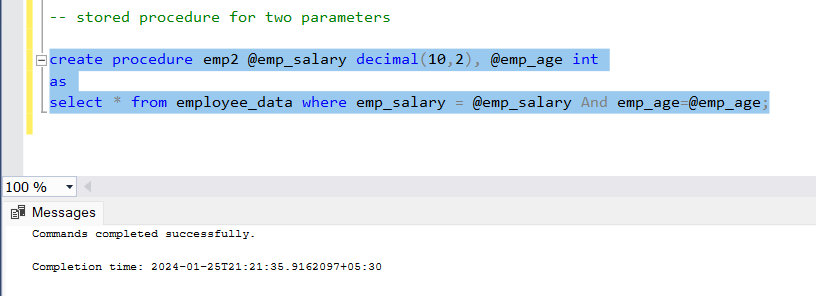 -- stored procedure for two parameters
create procedure emp2 @emp_salary decimal(10,2), @emp_age int
as
select * from employee_data where emp_salary = @emp_salary And emp_age=@emp_age;
100 %
Messages
Commands completed successfully.
Completion time: 2024-01-25T21:21:35.9162097+05:30